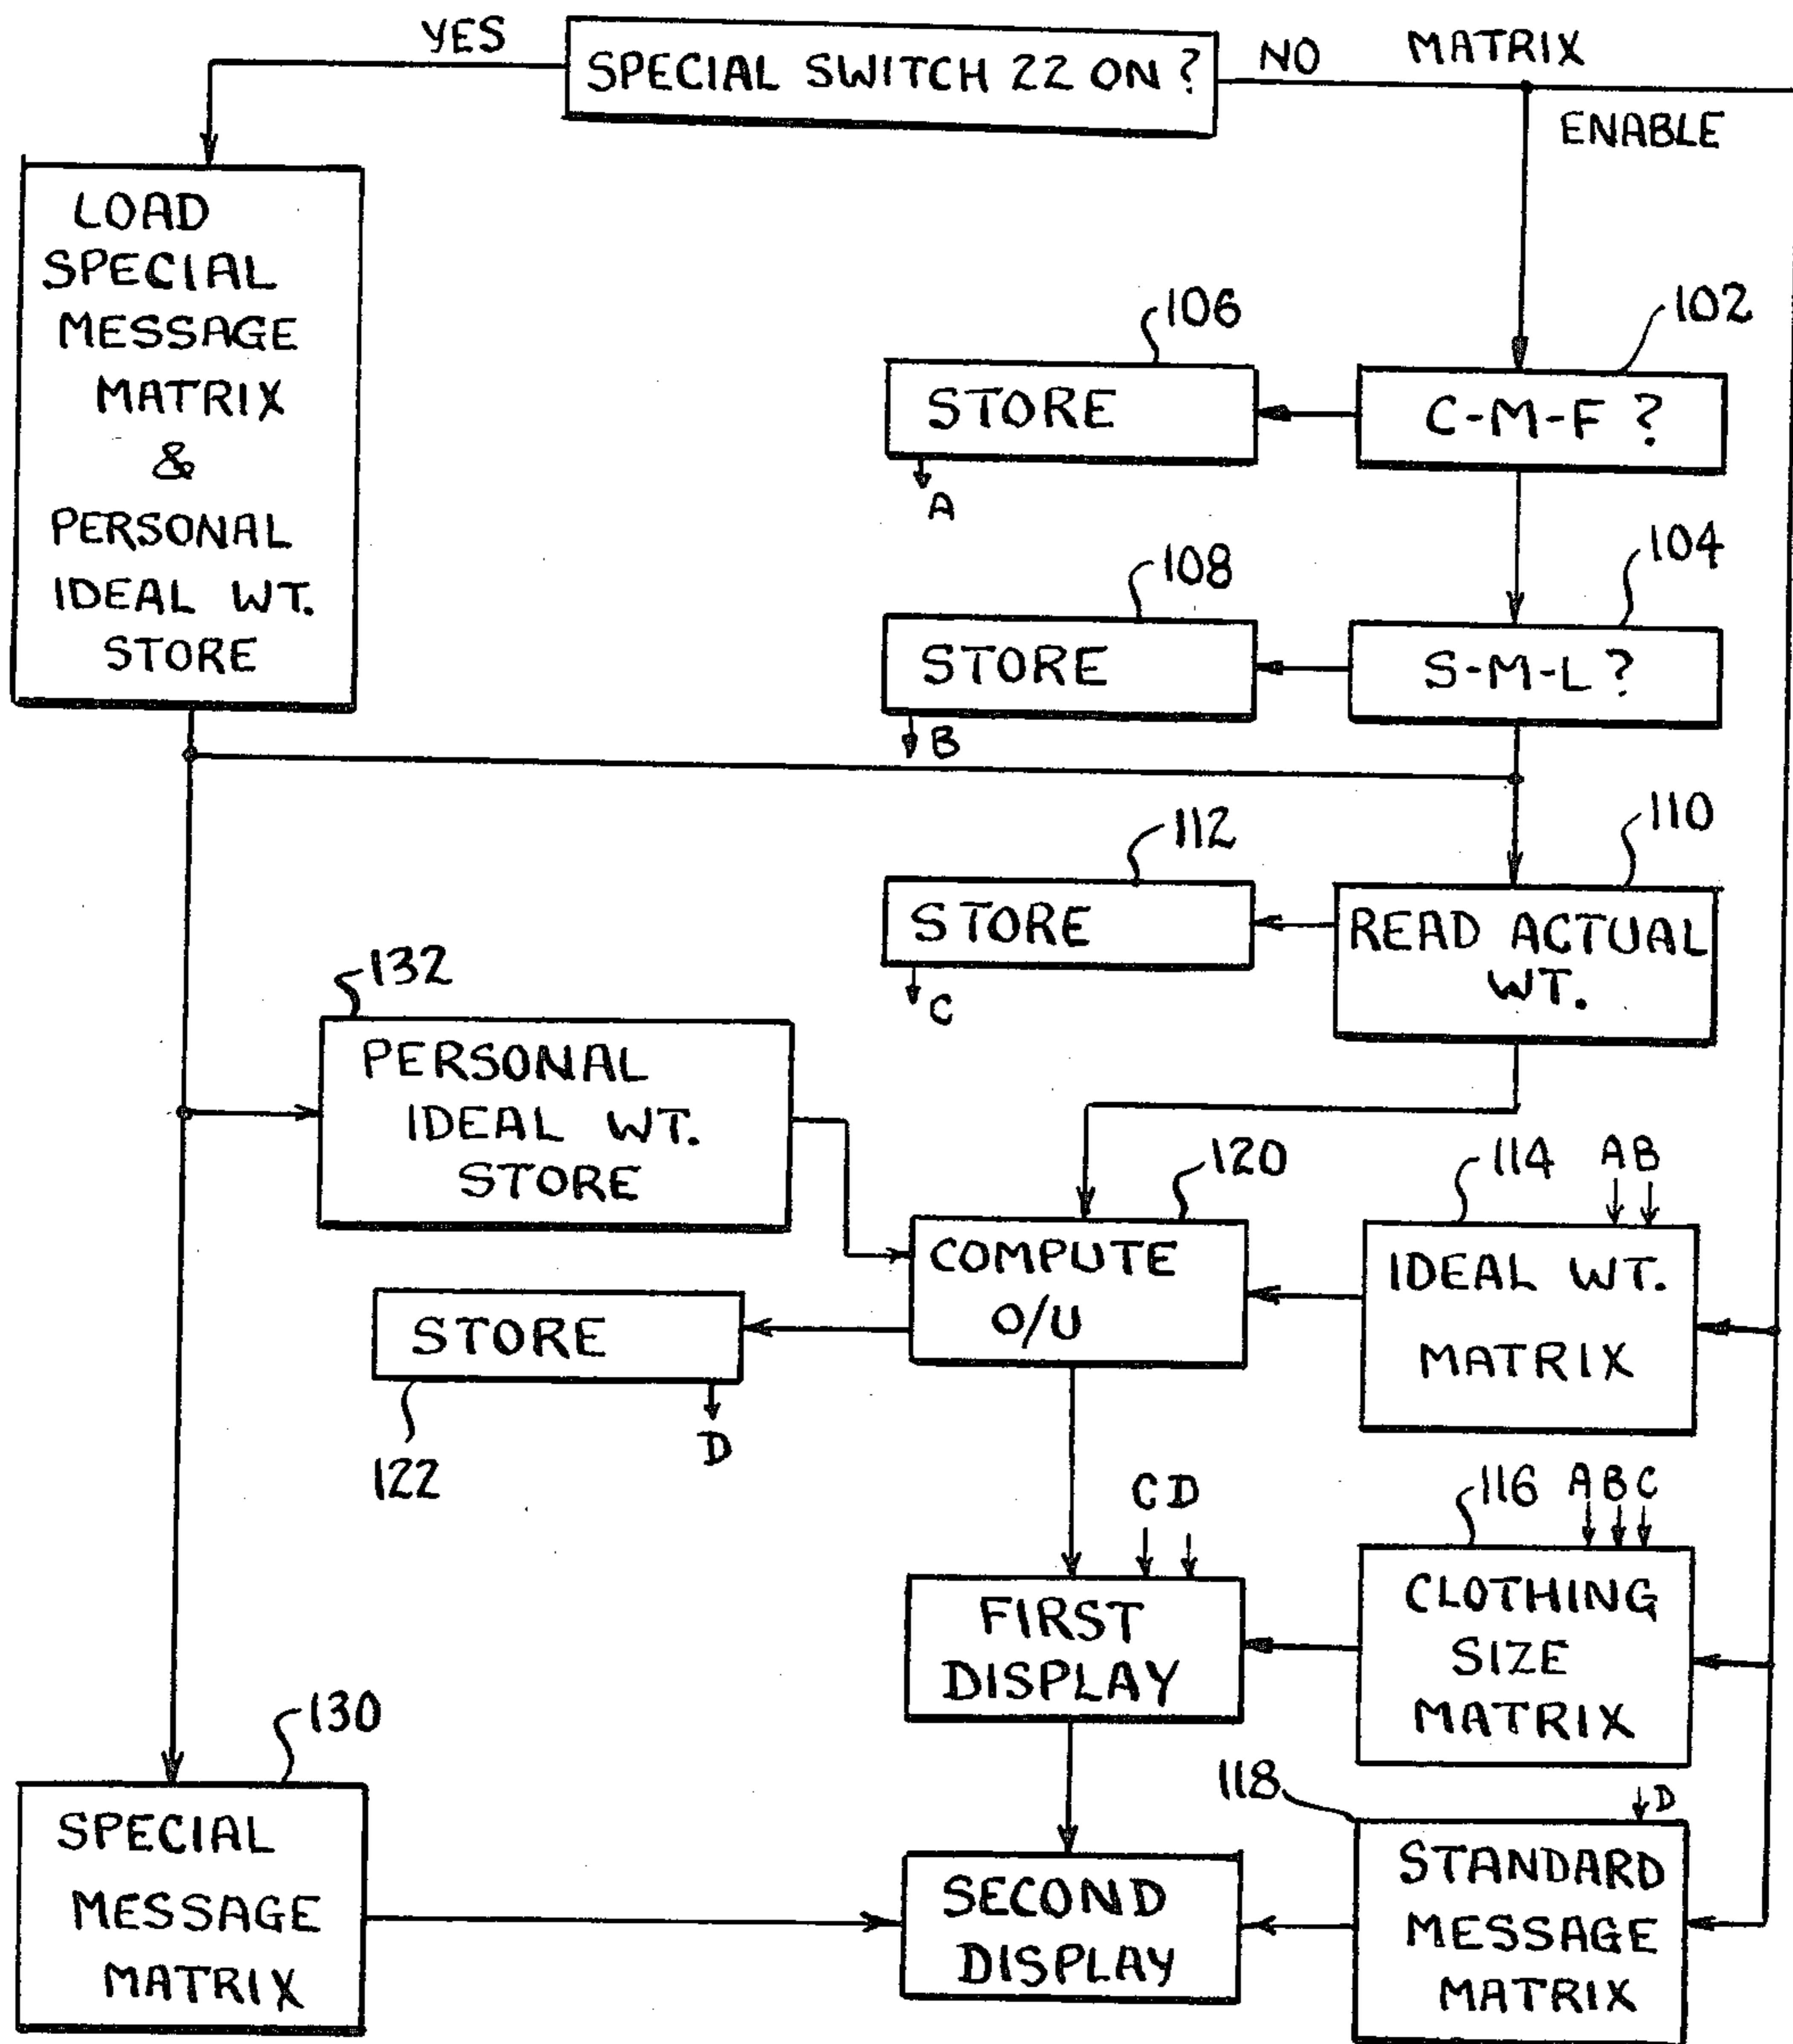 YES
SPECIAL SWITCH 22 ON ?
NO
MATRIX
ENABLE
LOAD
SPECIAL
MESSAGE
MATRIX
&
PERSONAL
IDEAL WT.
STORE
106
STORE
A
102
C-M-F ?
108
STORE
B
104
S-M-L ?
112
STORE
C
110
READ ACTUAL
WT.
132
PERSONAL
IDEAL WT.
STORE
120
COMPUTE
O/U
114
A B
IDEAL WT.
MATRIX
STORE
122
D
C D
FIRST
DISPLAY
116
A B C
CLOTHING
SIZE
MATRIX
130
SPECIAL
MESSAGE
MATRIX
SECOND
DISPLAY
118
D
STANDARD
MESSAGE
MATRIX